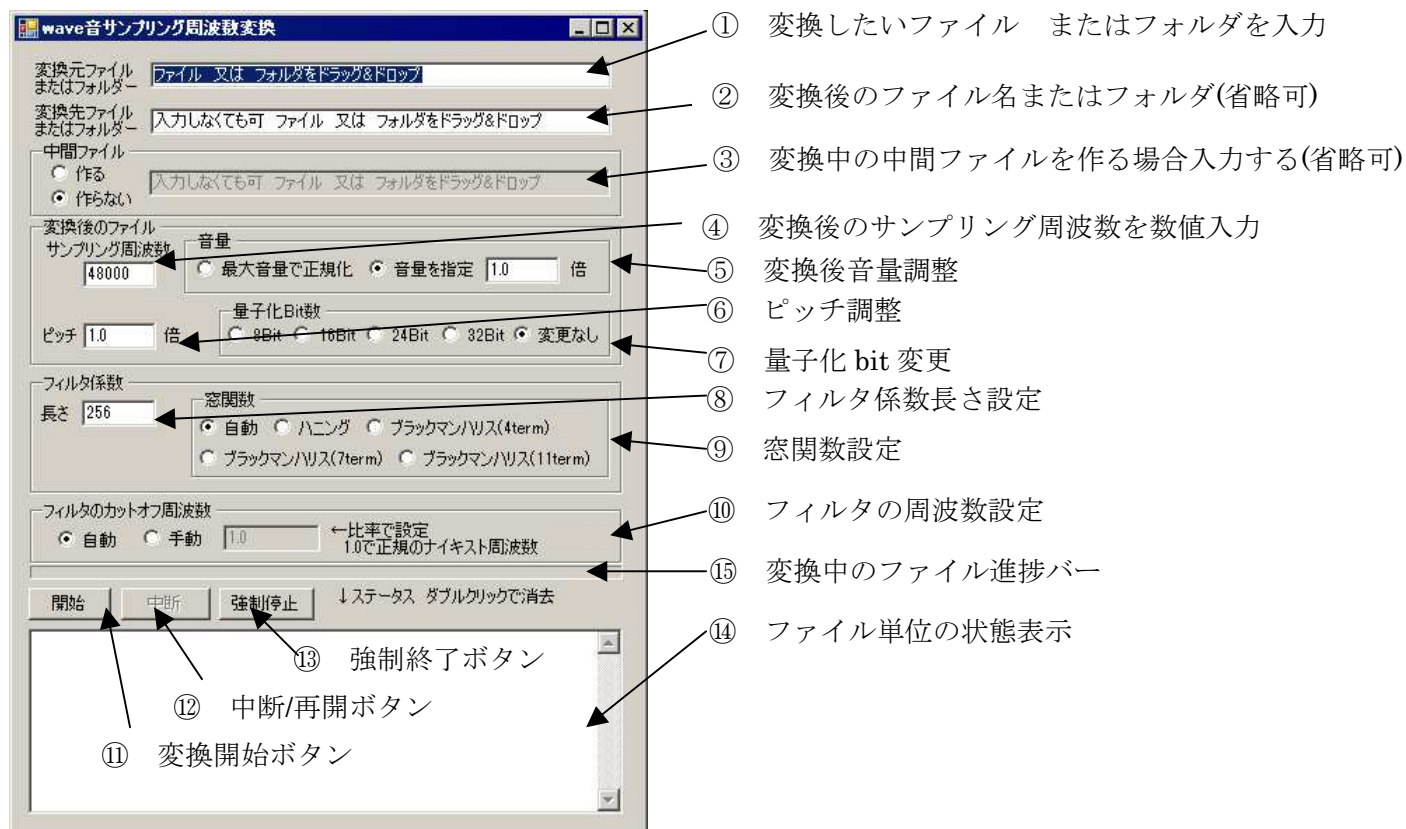 wave音サンプリング周波数変換
変換元ファイル
またはフォルダー
ファイル 又は フォルダをドラッグ&ドロップ
変換先ファイル
またはフォルダー
入力しなくても可 ファイル 又は フォルダをドラッグ&ドロップ
中間ファイル
作る
作らない
入力しなくても可 ファイル 又は フォルダをドラッグ&ドロップ
変換後のファイル
サンプリング周波数
48000
音量
最大音量で正規化 音量を指定 1.0 倍
ピッチ 1.0 倍
量子化Bit数
8Bit 16Bit 24Bit 32Bit 変更なし
フィルタ係数
長さ 256
窓関数
自動 ハニング ブラックマンハリス(4term)
ブラックマンハリス(7term) ブラックマンハリス(11term)
フィルタのカットオフ周波数
自動 手動 1.0
←比率で設定
1.0で正規のナイキスト周波数
開始 中断 強制停止 ↓ステータス ダブルクリックで消去
⑬ 強制終了ボタン
⑫ 中断/再開ボタン
⑪ 変換開始ボタン
① 変換したいファイル またはフォルダを入力
② 変換後のファイル名またはフォルダ(省略可)
③ 変換中の中間ファイルを作る場合入力する(省略可)
④ 変換後のサンプリング周波数を数値入力
⑤ 変換後音量調整
⑥ ピッチ調整
⑦ 量子化 bit 変更
⑧ フィルタ係数長さ設定
⑨ 窓関数設定
⑩ フィルタの周波数設定
⑮ 変換中のファイル進捗バー
⑭ ファイル単位の状態表示